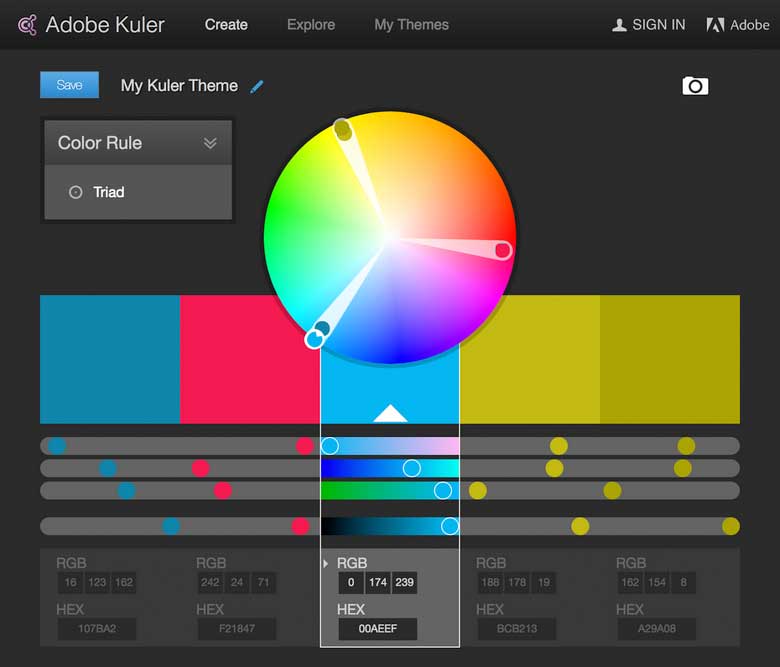 Adobe Kuler Create Explore My Themes SIGN IN Adobe
Save My Kuler Theme
Color Rule
Triad
RGB RGB RGB RGB RGB
16 123 162 242 24 71 0 174 239 188 178 19 162 154 8
HEX HEX HEX HEX HEX
107BA2 F21847 00AEEF BCB213 A29A08